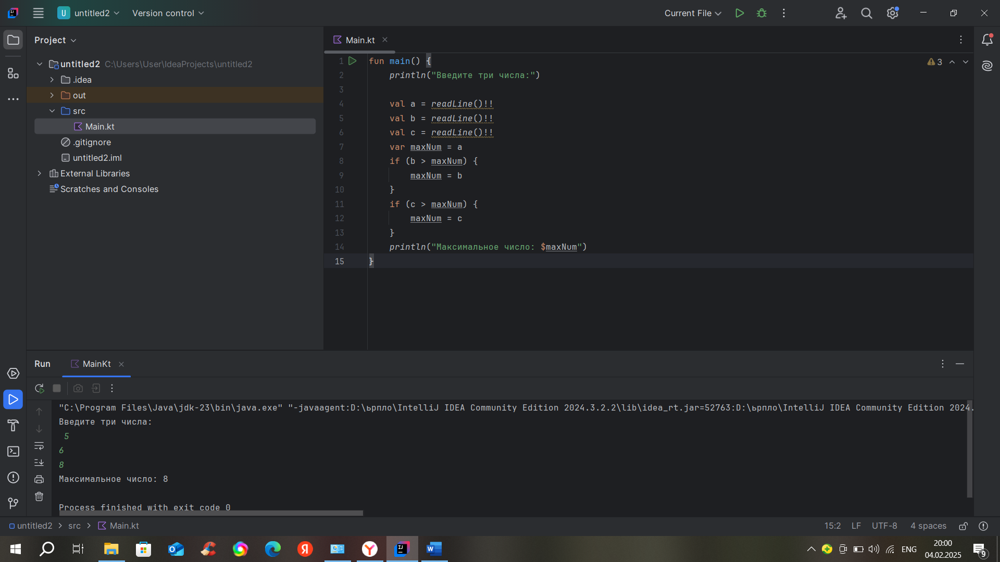 U untitled2 Version control Current File
Project
untitled2 C:\Users\User\IdeaProjects\untitled2
.idea
out
src
Main.kt
.gitignore
untitled2.iml
External Libraries
Scratches and Consoles
Main.kt
3
1 fun main() {
2 println("Введите три числа:")
3
4 val a = readLine()!!
5 val b = readLine()!!
6 val c = readLine()!!
7 var maxNum = a
8 if (b > maxNum) {
9 maxNum = b
10 }
11 if (c > maxNum) {
12 maxNum = c
13 }
14 println("Максимальное число: $maxNum")
15 }
Run MainKt
"C:\Program Files\Java\jdk-23\bin\java.exe" "-javaagent:D:\ьрпло\IntelliJ IDEA Community Edition 2024.3.2.2\lib\idea_rt.jar=52763:D:\ьрпло\IntelliJ IDEA Community Edition 2024.
Введите три числа:
5
6
8
Максимальное число: 8
Process finished with exit code 0
untitled2 > src > Main.kt 15:2 LF UTF-8 4 spaces
ENG 20:00
04.02.2025
9